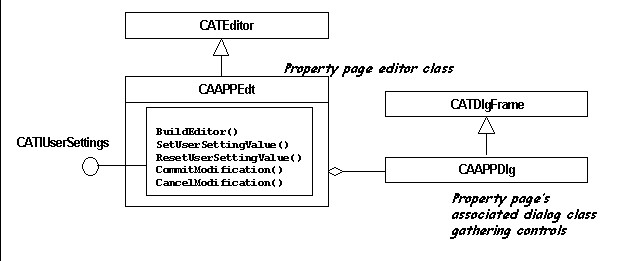 CATEditor
Property page editor class
CAAPPEdt
CATDlgFrame
CATIUserSettings
BuildEditor()
SetUserSettingValue()
ResetUserSettingValue()
CommitModification()
CancelModification()
CAAPPDlg
Property page's
associated dialog class
gathering controls